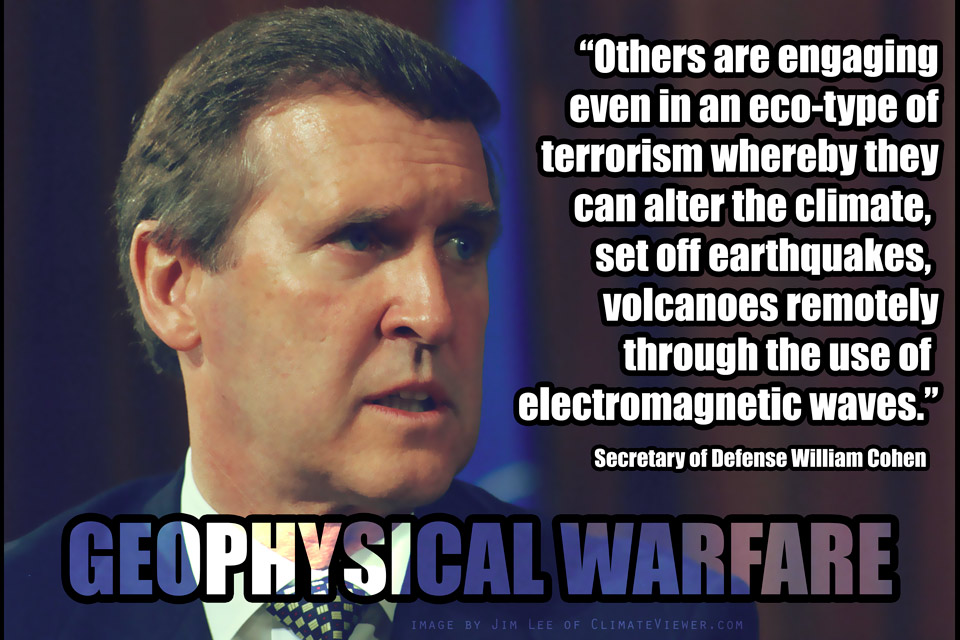 “Others are engaging
even in an eco-type of
terrorism whereby they
can alter the climate,
set off earthquakes,
volcanoes remotely
through the use of
electromagnetic waves.”
Secretary of Defense William Cohen
GEOPHYSICAL WARFARE
IMAGE BY JIM LEE OF CLIMATEVIEWER.COM